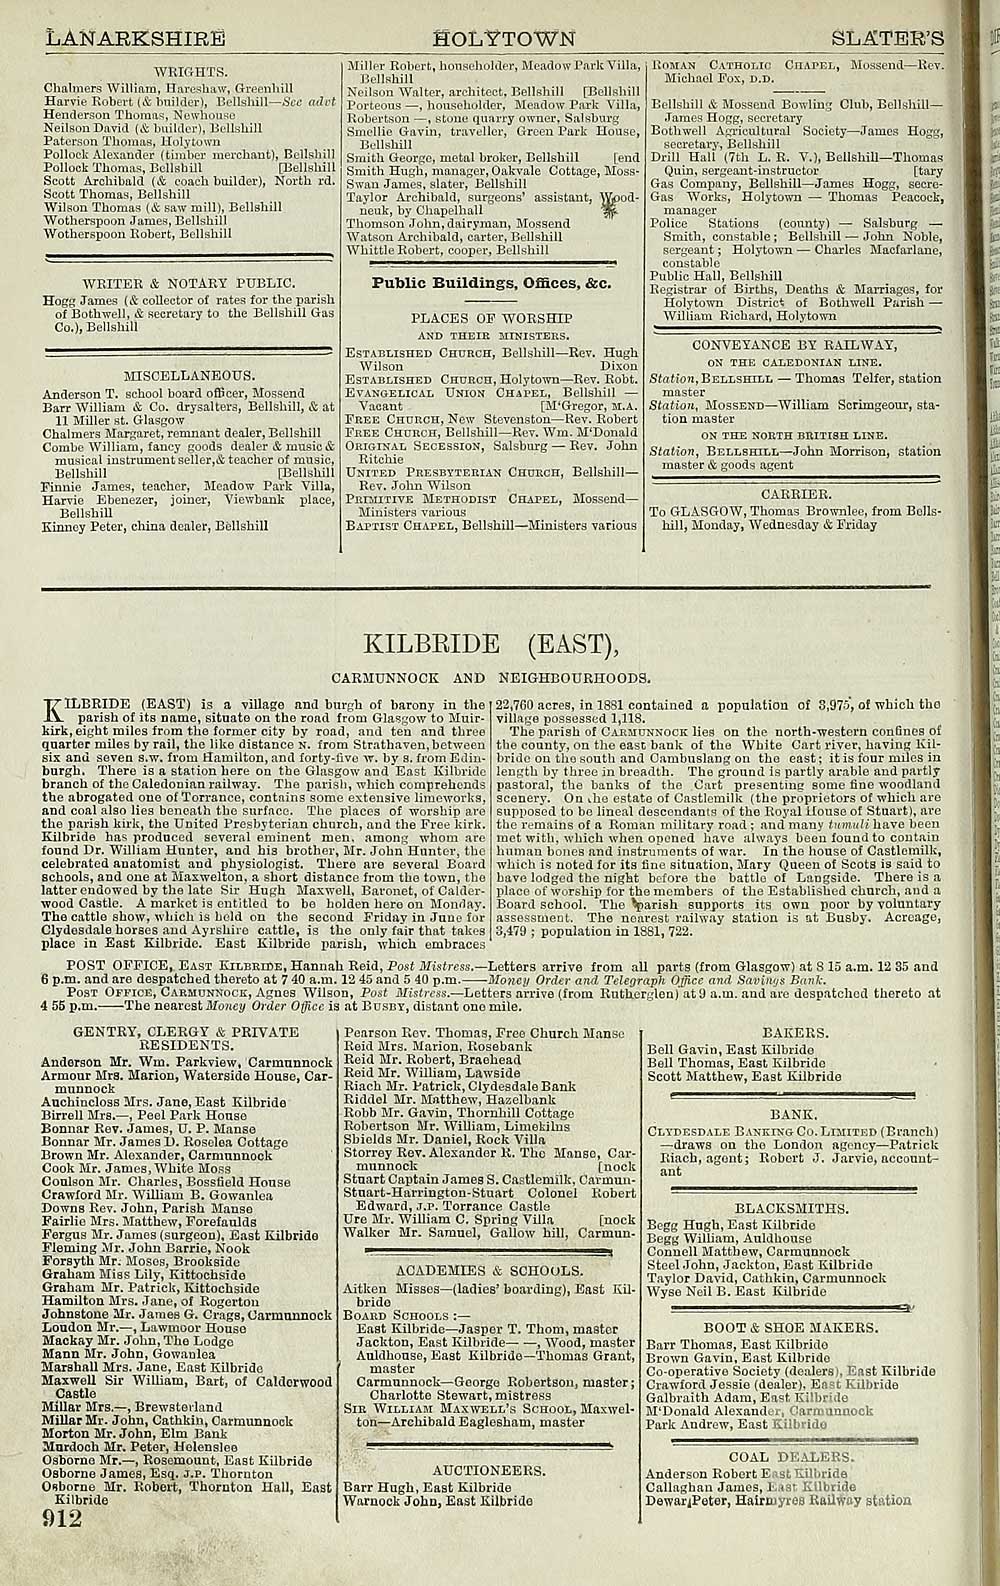 LANARKSHIRE HOLYTOWN SLATER'S
WRIGHTS.
Chalmers William, Hareshaw, Greenhill
Harvie Robert (& builder), Bellshill—See advt
Henderson Thomas, Newhouse
Neilson David (& builder), Bellshill
Paterson Thomas, Holytown
Pollock Alexander (timber merchant), Bellshill
Pollock Thomas, Bellshill [Bellshill
Scott Archibald (& coach builder), North rd.
Scott Thomas, Bellshill
Wilson Thomas (& saw mill), Bellshill
Wotherspoon James, Bellshill
Wotherspoon Robert, Bellshill
WRITER & NOTARY PUBLIC.
Hogg James (& collector of rates for the parish
of Bothwell, & secretary to the Bellshill Gas
Co.), Bellshill
MISCELLANEOUS.
Anderson T. school board officer, Mossend
Barr William & Co. drysalters, Bellshill, & at
11 Miller st. Glasgow
Chalmers Margaret, remnant dealer, Bellshill
Combe William, fancy goods dealer & music &
musical instrument seller, & teacher of music,
Bellshill [Bellshill
Finnie James, teacher, Meadow Park Villa,
Harvie Ebenezer, joiner, Viewbank place,
Bellshill
Kinney Peter, china dealer, Bellshill
Miller Robert, householder, Meadow Park Villa,
Bellshill
Neilson Walter, architect, Bellshill [Bellshill
Porteous —, householder, Meadow Park Villa,
Robertson —, stone quarry owner, Salsburg
Smellie Gavin, traveller, Green Park House,
Bellshill
Smith George, metal broker, Bellshill [end
Smith Hugh, manager, Oakvale Cottage, Moss-
Swan James, slater, Bellshill
Taylor Archibald, surgeons' assistant, Wood-
neuk, by Chapelhall
Thomson John, dairyman, Mossend
Watson Archibald, carter, Bellshill
Whittle Robert, cooper, Bellshill
Public Buildings, Offices, &c.
PLACES OF WORSHIP
AND THEIR MINISTERS.
ESTABLISHED CHURCH, Bellshill—Rev. Hugh
Wilson Dixon
ESTABLISHED CHURCH, Holytown—Rev. Robt.
EVANGELICAL UNION CHAPEL, Bellshill —
Vacant [M'Gregor, M.A.
FREE CHURCH, New Stevenston—Rev. Robert
FREE CHURCH, Bellshill—Rev. Wm. M'Donald
ORIGINAL SECESSION, Salsburg — Rev. John
Ritchie
UNITED PRESBYTERIAN CHURCH, Bellshill—
Rev. John Wilson
PRIMITIVE METHODIST CHAPEL, Mossend—
Ministers various
BAPTIST CHAPEL, Bellshill—Ministers various
ROMAN CATHOLIC CHAPEL, Mossend—Rev.
Michael Fox, D.D.
Bellshill & Mossend Bowling Club, Bellshill—
James Hogg, secretary
Bothwell Agricultural Society—James Hogg,
secretary, Bellshill
Drill Hall (7th L. R. V.), Bellshill—Thomas
Quin, sergeant-instructor [tary
Gas Company, Bellshill—James Hogg, secre-
Gas Works, Holytown — Thomas Peacock,
manager
Police Stations (county) — Salsburg —
Smith, constable; Bellshill — John Noble,
sergeant; Holytown — Charles Macfarlane,
constable
Public Hall, Bellshill
Registrar of Births, Deaths & Marriages, for
Holytown District of Bothwell Parish —
William Richard, Holytown
CONVEYANCE BY RAILWAY,
ON THE CALEDONIAN LINE.
Station, BELLSHILL — Thomas Telfer, station
master
Station, MOSSEND—William Scrimgeour, sta-
tion master
ON THE NORTH BRITISH LINE.
Station, BELLSHILL—John Morrison, station
master & goods agent
CARRIER.
To GLASGOW, Thomas Brownlee, from Bells-
hill, Monday, Wednesday & Friday
KILBRIDE (EAST),
CARMUNNOCK AND NEIGHBOURHOODS.
KILBRIDE (EAST) is a village and burgh of barony in the
parish of its name, situate on the road from Glasgow to Muir-
kirk, eight miles from the former city by road, and ten and three
quarter miles by rail, the like distance N. from Strathaven, between
six and seven S.W. from Hamilton, and forty-five W. by S. from Edin-
burgh. There is a station here on the Glasgow and East Kilbride
branch of the Caledonian railway. The parish, which comprehends
the abrogated one of Torrance, contains some extensive limeworks,
and coal also lies beneath the surface. The places of worship are
the parish kirk, the United Presbyterian church, and the Free kirk.
Kilbride has produced several eminent men, among whom are
found Dr. William Hunter, and his brother, Mr. John Hunter, the
celebrated anatomist and physiologist. There are several Board
schools, and one at Maxwelton, a short distance from the town, the
latter endowed by the late Sir Hugh Maxwell, Baronet, of Calder-
wood Castle. A market is entitled to be holden here on Monday.
The cattle show, which is held on the second Friday in June for
Clydesdale horses and Ayrshire cattle, is the only fair that takes
place in East Kilbride. East Kilbride parish, which embraces
22,760 acres, in 1881 contained a population of 3,975, of which the
village possessed 1,118.
The parish of CARMUNNOCK lies on the north-western confines of
the county, on the east bank of the White Cart river, having Kil-
bride on the south and Cambuslang on the east; it is four miles in
length by three in breadth. The ground is partly arable and partly
pastoral, the banks of the Cart presenting some fine woodland
scenery. On the estate of Castlemilk (the proprietors of which are
supposed to be lineal descendants of the Royal House of Stuart), are
the remains of a Roman military road; and many tumuli have been
met with, which when opened have always been found to contain
human bones and instruments of war. In the house of Castlemilk,
which is noted for its fine situation, Mary Queen of Scots is said to
have lodged the night before the battle of Langside. There is a
place of worship for the members of the Established church, and a
Board school. The parish supports its own poor by voluntary
assessment. The nearest railway station is at Busby. Acreage,
3,479; population in 1881, 722.
POST OFFICE, EAST KILBRIDE, Hannah Reid, Post Mistress.—Letters arrive from all parts (from Glasgow) at 8 15 a.m. 12 35 and
6 p.m. and are despatched thereto at 7 40 a.m. 12 45 and 5 40 p.m.——Money Order and Telegraph Office and Savings Bank.
POST OFFICE, CARMUNNOCK, Agnes Wilson, Post Mistress.—Letters arrive (from Rutherglen) at 9 a.m. and are despatched thereto at
4 55 p.m.——The nearest Money Order Office is at BUSBY, distant one mile.
GENTRY, CLERGY & PRIVATE
RESIDENTS.
Anderson Mr. Wm. Parkview, Carmunnock
Armour Mrs. Marion, Waterside House, Car-
munnock
Auchincloss Mrs. Jane, East Kilbride
Birrell Mrs.—, Peel Park House
Bonnar Rev. James, U. P. Manse
Bonnar Mr. James D. Roselea Cottage
Brown Mr. Alexander, Carmunnock
Cook Mr. James, White Moss
Coulson Mr. Charles, Bossfield House
Crawford Mr. William B. Gowanlea
Downs Rev. John, Parish Manse
Fairlie Mrs. Matthew, Forefaulds
Fergus Mr. James (surgeon), East Kilbride
Fleming Mr. John Barrie, Nook
Forsyth Mr. Moses, Brookside
Graham Miss Lily, Kittochside
Graham Mr. Patrick, Kittochside
Hamilton Mrs. Jane, of Rogerton
Johnstone Mr. James G. Crags, Carmunnock
Loudon Mr.—, Lawmoor House
Mackay Mr. John, The Lodge
Mann Mr. John, Gowanlea
Marshall Mrs. Jane, East Kilbride
Maxwell Sir William, Bart, of Calderwood
Castle
Millar Mrs.—, Brewsterland
Millar Mr. John, Cathkin, Carmunnock
Morton Mr. John, Elm Bank
Murdoch Mr. Peter, Helenslee
Osborne Mr.—, Rosemount, East Kilbride
Osborne James, Esq. J.P. Thornton
Osborne Mr. Robert, Thornton Hall, East
Kilbride
Pearson Rev. Thomas, Free Church Manse
Reid Mrs. Marion, Rosebank
Reid Mr. Robert, Braehead
Reid Mr. William, Lawside
Riach Mr. Patrick, Clydesdale Bank
Riddel Mr. Matthew, Hazelbank
Robb Mr. Gavin, Thornhill Cottage
Robertson Mr. William, Limekilns
Shields Mr. Daniel, Rock Villa
Storrey Rev. Alexander R. The Manse, Car-
munnock [nock
Stuart Captain James S. Castlemilk, Carmun-
Stuart-Harrington-Stuart Colonel Robert
Edward, J.P. Torrance Castle
Ure Mr. William C. Spring Villa [nock
Walker Mr. Samuel, Gallow hill, Carmun-
ACADEMIES & SCHOOLS.
Aitken Misses—(ladies' boarding), East Kil-
bride
BOARD SCHOOLS :—
East Kilbride—Jasper T. Thom, master
Jackton, East Kilbride— —, Wood, master
Auldhouse, East Kilbride—Thomas Grant,
master
Carmunnock—George Robertson, master;
Charlotte Stewart, mistress
SIR WILLIAM MAXWELL'S SCHOOL, Maxwel-
ton—Archibald Eaglesham, master
AUCTIONEERS.
Barr Hugh, East Kilbride
Warnock John, East Kilbride
BAKERS.
Bell Gavin, East Kilbride
Bell Thomas, East Kilbride
Scott Matthew, East Kilbride
BANK.
CLYDESDALE BANKING CO. LIMITED (Branch)
—draws on the London agency—Patrick
Riach, agent; Robert J. Jarvie, account-
ant
BLACKSMITHS.
Begg Hugh, East Kilbride
Begg William, Auldhouse
Connell Matthew, Carmunnock
Steel John, Jackton, East Kilbride
Taylor David, Cathkin, Carmunnock
Wyse Neil B. East Kilbride
BOOT & SHOE MAKERS.
Barr Thomas, East Kilbride
Brown Gavin, East Kilbride
Co-operative Society (dealers), East Kilbride
Crawford Jessie (dealer), East Kilbride
Galbraith Adam, East Kilbride
M'Donald Alexander, Carmunnock
Park Andrew, East Kilbride
COAL DEALERS.
Anderson Robert East Kilbride
Callaghan James, East Kilbride
Dewar Peter, Hairmyres Railway station
912